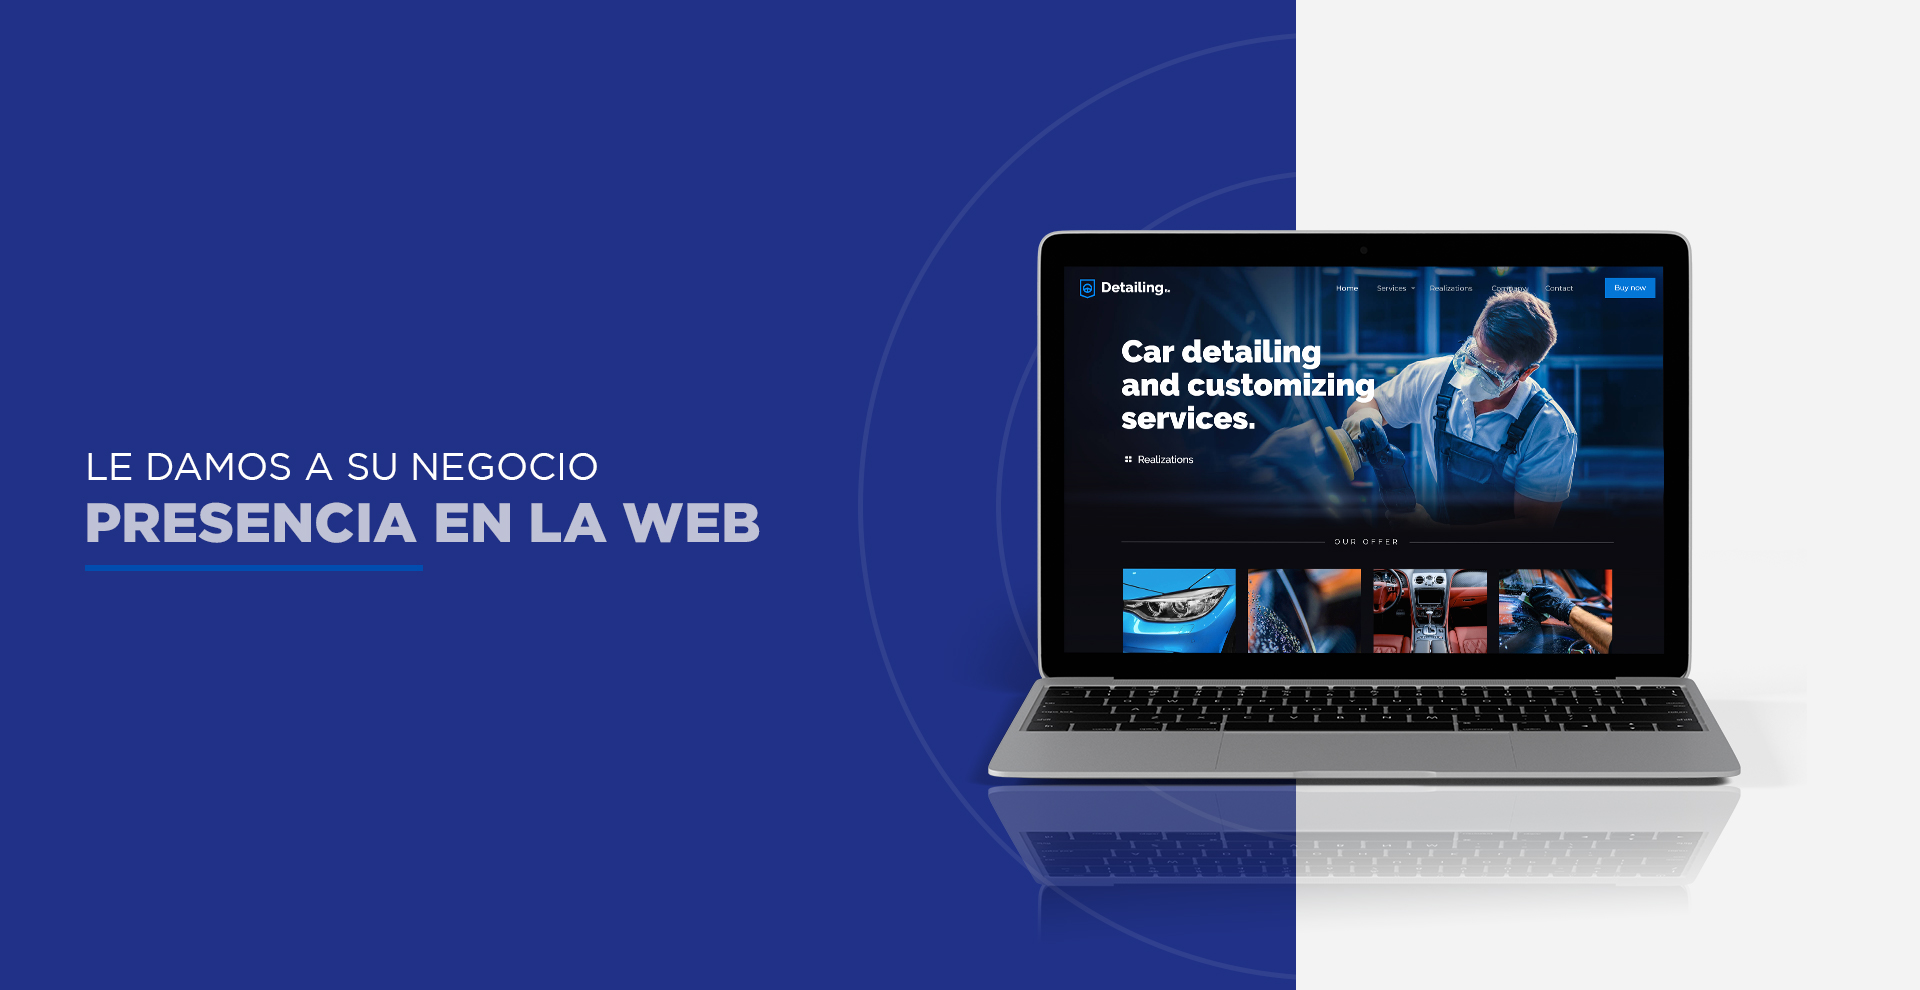 LE DAMOS A SU NEGOCIO
PRESENCIA EN LA WEB
Detailing..
Home Services Realizations Company Contact Buy now
Car detailing
and customizing
services.
Realizations
OUR OFFER